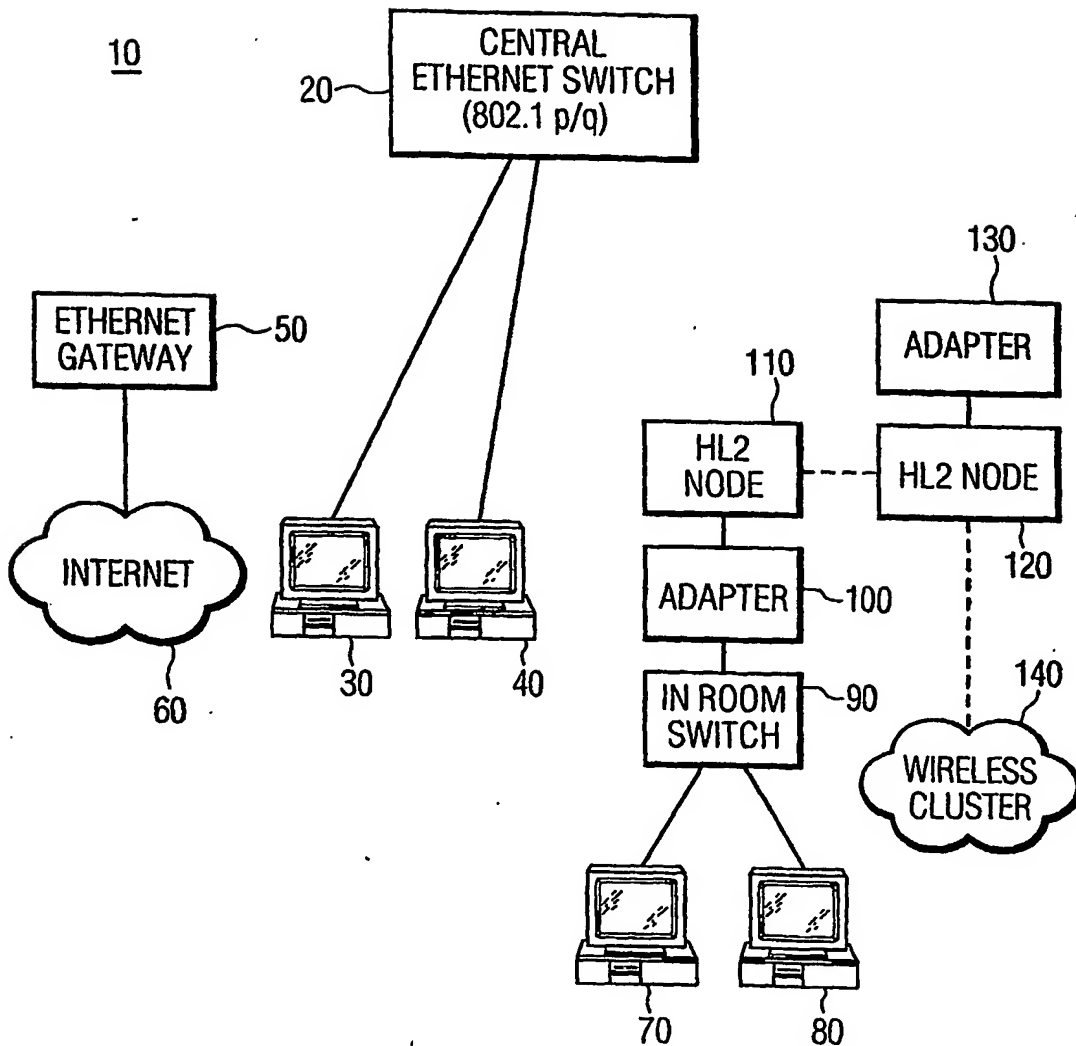 10
20
CENTRAL
ETHERNET SWITCH
(802.1 p/q)
130
ETHERNET
GATEWAY
50
ADAPTER
110
HL2
NODE
HL2 NODE
120
INTERNET
60
30
40
ADAPTER
100
IN ROOM
SWITCH
90
140
WIRELESS
CLUSTER
70
80